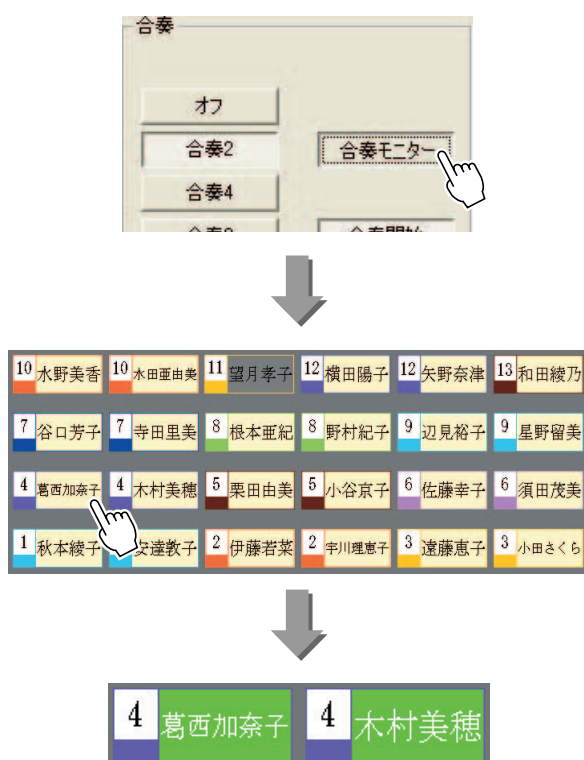 合奏
オフ
合奏2
合奏モニター
合奏4
10 水野美香 10 水田亜由美 11 望月孝子 12 横田陽子 12 矢野奈津 13 和田綾乃
7 谷口芳子 7 寺田里美 8 根本亜紀 8 野村紀子 9 辺見裕子 9 星野留美
4 葛西加奈子 4 木村美穂 5 栗田由美 5 小谷京子 6 佐藤幸子 6 須田茂美
1 秋本綾子 安達敦子 2 伊藤若菜 2 宇川理恵子 3 遠藤恵子 3 小田さくら
4 葛西加奈子 4 木村美穂